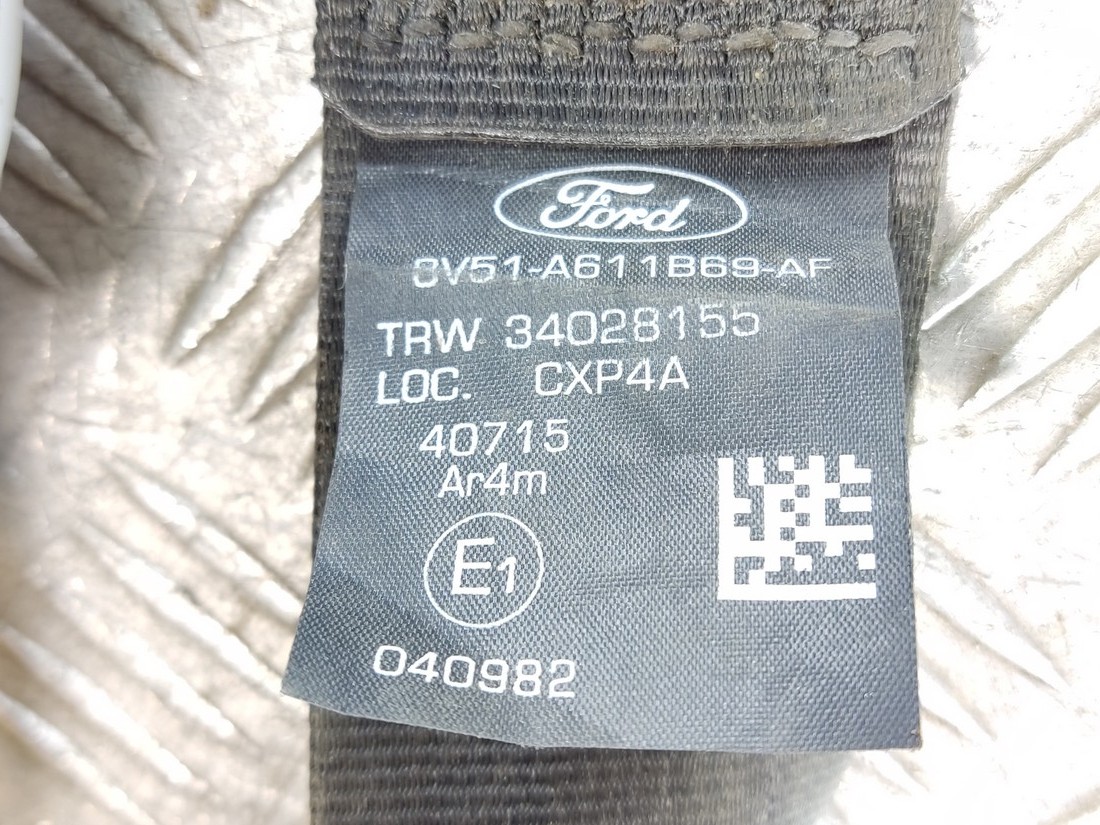 Ford
8V51-A611B69-AF
TRW 34028155
LOC. CXP4A
40715
Ar4m
E1
040982